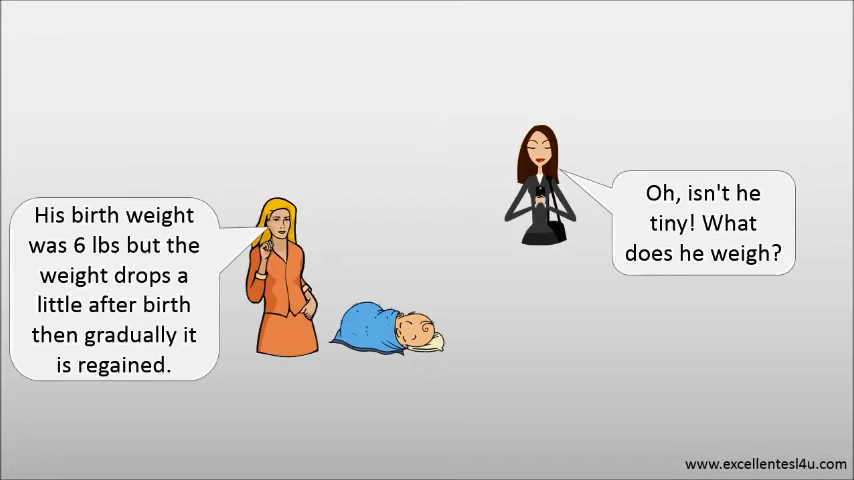 Oh, isn't he
tiny! What
does he weigh?
His birth weight
was 6 lbs but the
weight drops a
little after birth
then gradually it
is regained.
www.excellentesl4u.com